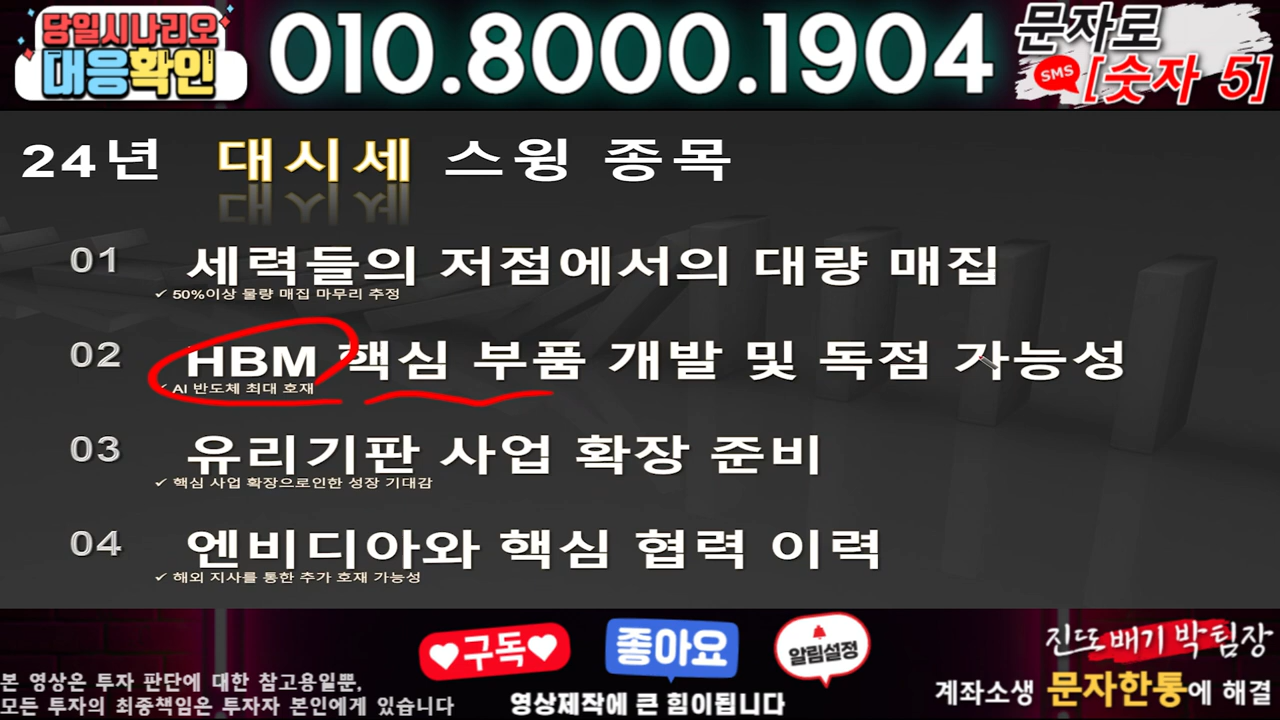 당일시나리오
대응확인
010.8000.1904
문자로
SMS
[숫자 5]
24년 대시세 스윙 종목
01 세력들의 저점에서의 대량 매집
✓ 50%이상 물량 매집 마무리 추정
02 HBM 핵심 부품 개발 및 독점 가능성
✓ AI 반도체 최대 호재
03 유리기판 사업 확장 준비
✓ 핵심 사업 확장으로인한 성장 기대감
04 엔비디아와 핵심 협력 이력
✓ 해외 지사를 통한 추가 호재 가능성
구독
좋아요
알림설정
영상제작에 큰 힘이됩니다
본 영상은 투자 판단에 대한 참고용일뿐,
모든 투자의 최종책임은 투자자 본인에게 있습니다
진또배기 박팀장
계좌소생 문자한통에 해결